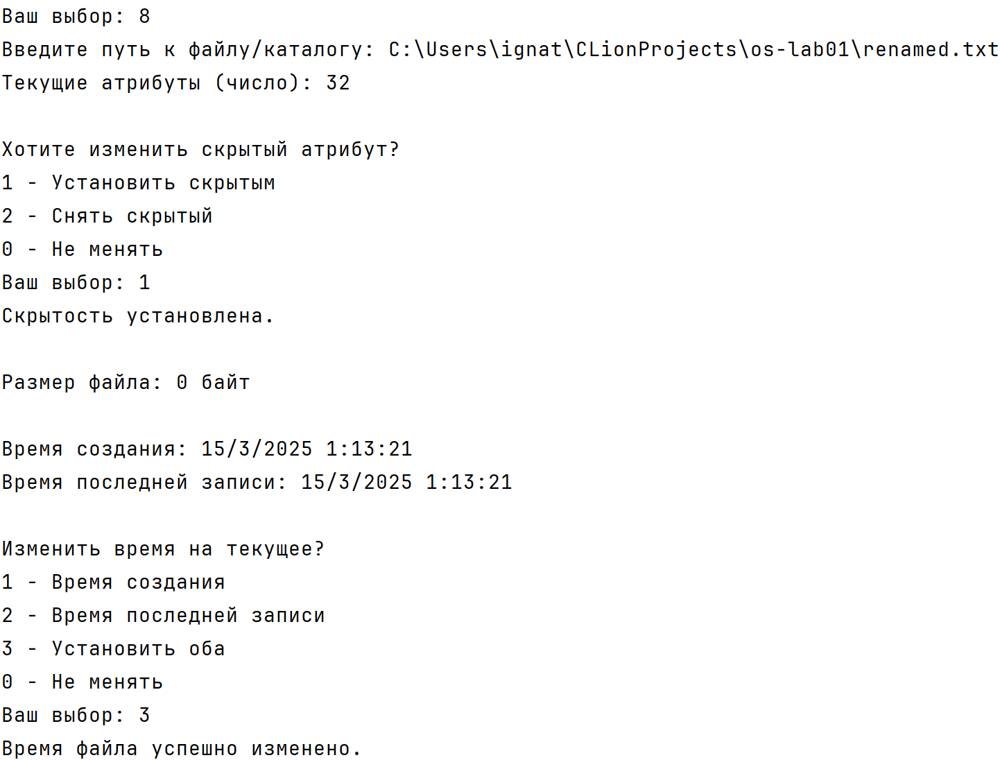 Ваш выбор: 8
Введите путь к файлу/каталогу: C:\Users\ignat\CLionProjects\os-lab01\renamed.txt
Текущие атрибуты (число): 32
Хотите изменить скрытый атрибут?
1 - Установить скрытым
2 - Снять скрытый
0 - Не менять
Ваш выбор: 1
Скрытость установлена.
Размер файла: 0 байт
Время создания: 15/3/2025 1:13:21
Время последней записи: 15/3/2025 1:13:21
Изменить время на текущее?
1 - Время создания
2 - Время последней записи
3 - Установить оба
0 - Не менять
Ваш выбор: 3
Время файла успешно изменено.